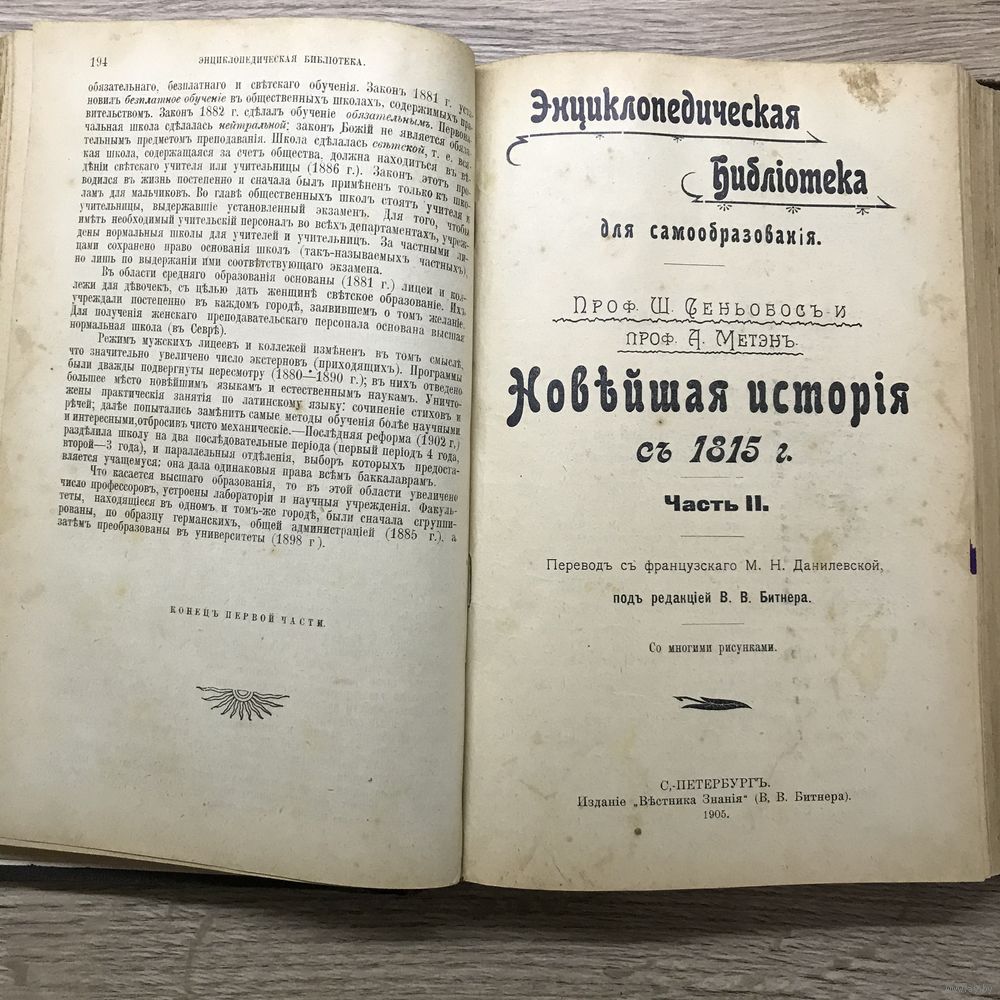 194 ЭНЦИКЛОПЕДИЧЕСКАЯ БИБЛІОТЕКА.
обязательнаго, безплатнаго и свѣтскаго обученія. Законъ 1881 г. уста-
новилъ безплатное обученіе въ общественныхъ школахъ, содержимыхъ пра-
вительствомъ. Законъ 1882 г. сдѣлалъ обученіе обязательнымъ. Первона-
чальная школа сдѣлалась нейтральной; законъ Божій не является обяза-
тельнымъ предметомъ преподаванія. Школа сдѣлалась свѣтской, т. е. вся-
кая школа, содержащаяся за счетъ общества, должна находиться въ вѣ-
дѣніи свѣтскаго учителя или учительницы (1886 г.). Законъ этотъ про-
водился въ жизнь постепенно и сначала былъ примѣненъ только къ шко-
ламъ для мальчиковъ. Во главѣ общественныхъ школъ стоятъ учителя и
учительницы, выдержавшіе установленный экзаменъ. Для того, чтобы
имѣть необходимый учительскій персоналъ во всѣхъ департаментахъ, учреж-
дены нормальныя школы для учителей и учительницъ. За частными ли-
цами сохранено право основанія школъ (такъ-называемыхъ частныхъ),
но лишь по выдержаніи ими соотвѣтствующаго экзамена.
Въ области средняго образованія основаны (1881 г.) лицеи и кол-
лежи для дѣвочекъ, съ цѣлью дать женщинѣ свѣтское образованіе. Ихъ
учреждали постепенно въ каждомъ городѣ, заявившемъ о томъ желаніе.
Для полученія женскаго преподавательскаго персонала основана высшая
нормальная школа (въ Севрѣ).
Режимъ мужскихъ лицеевъ и коллежей измѣненъ въ томъ смыслѣ,
что значительно увеличено число экстерновъ (приходящихъ). Программы
были дважды подвергнуты пересмотру (1880—1890 г.); въ нихъ отведено
большее мѣсто новѣйшимъ языкамъ и естественнымъ наукамъ. Уничто-
жены практическія занятія по латинскому языку: сочиненіе стиховъ и
рѣчей; далѣе попытались замѣнить самые методы обученія болѣе научными
и интересными, отбросивъ чисто механическіе.—Послѣдняя реформа (1902 г.)
раздѣлила школу на два послѣдовательные періода (первый періодъ 4 года,
второй—3 года), и параллельныя отдѣленія, выборъ которыхъ предоста-
вляется учащемуся; она дала одинаковыя права всѣмъ баккалаврамъ.
Что касается высшаго образованія, то въ этой области увеличено
число профессоровъ, устроены лабораторіи и научныя учрежденія. Факуль-
теты, находящіеся въ одномъ и томъ-же городѣ, были сначала сгруппи-
рованы, по образцу германскихъ, общей администраціей (1885 г.), а
затѣмъ преобразованы въ университеты (1898 г.).
КОНЕЦЪ ПЕРВОЙ ЧАСТИ.
Энциклопедическая
Библіотека
для самообразованія.
ПРОФ. Ш. СЕНЬОБОСЪ И
ПРОФ. А. МЕТЭНЪ.
Новѣйшая исторія
съ 1815 г.
Часть II.
Переводъ съ французскаго М. Н. Данилевской,
подъ редакціей В. В. Битнера.
Со многими рисунками.
С,-ПЕТЕРБУРГЪ.
Изданіе „Вѣстника Знанія“ (В. В. Битнера).
1905.